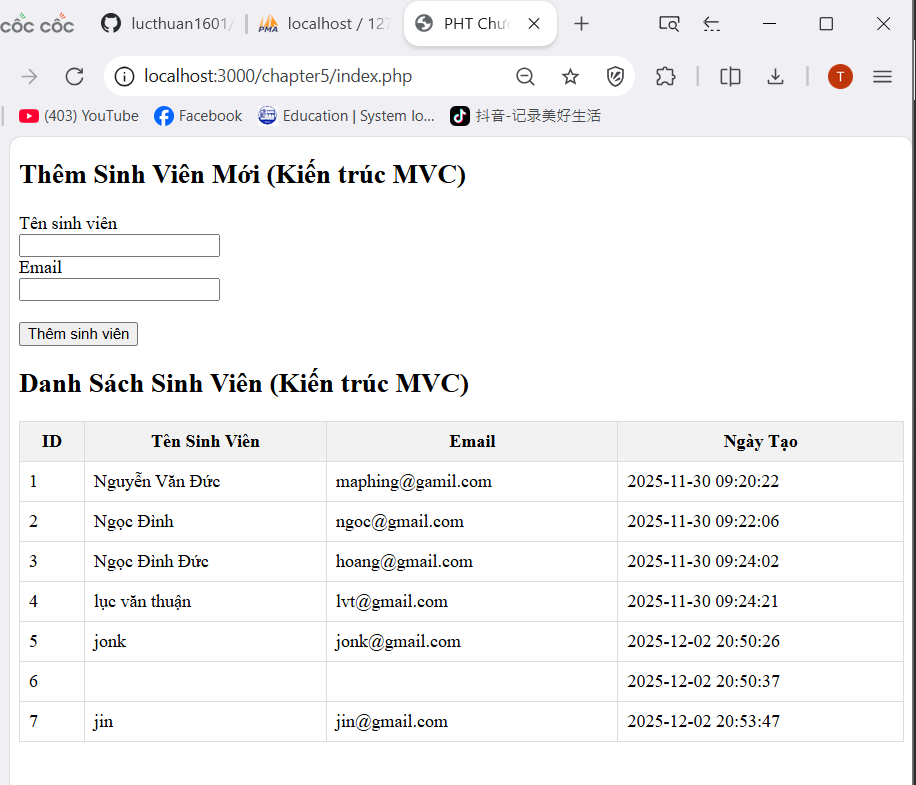 cốc cốc lucthuan1601/ localhost / 127 PHT Chư
localhost:3000/chapter5/index.php T
(403) YouTube Facebook Education | System lo... 抖音-记录美好生活
Thêm Sinh Viên Mới (Kiến trúc MVC)
Tên sinh viên
Email
Thêm sinh viên
Danh Sách Sinh Viên (Kiến trúc MVC)
ID Tên Sinh Viên Email Ngày Tạo
1 Nguyễn Văn Đức maphing@gamil.com 2025-11-30 09:20:22
2 Ngọc Đình ngoc@gmail.com 2025-11-30 09:22:06
3 Ngọc Đình Đức hoang@gmail.com 2025-11-30 09:24:02
4 lục văn thuận lvt@gmail.com 2025-11-30 09:24:21
5 jonk jonk@gmail.com 2025-12-02 20:50:26
6 2025-12-02 20:50:37
7 jin jin@gmail.com 2025-12-02 20:53:47